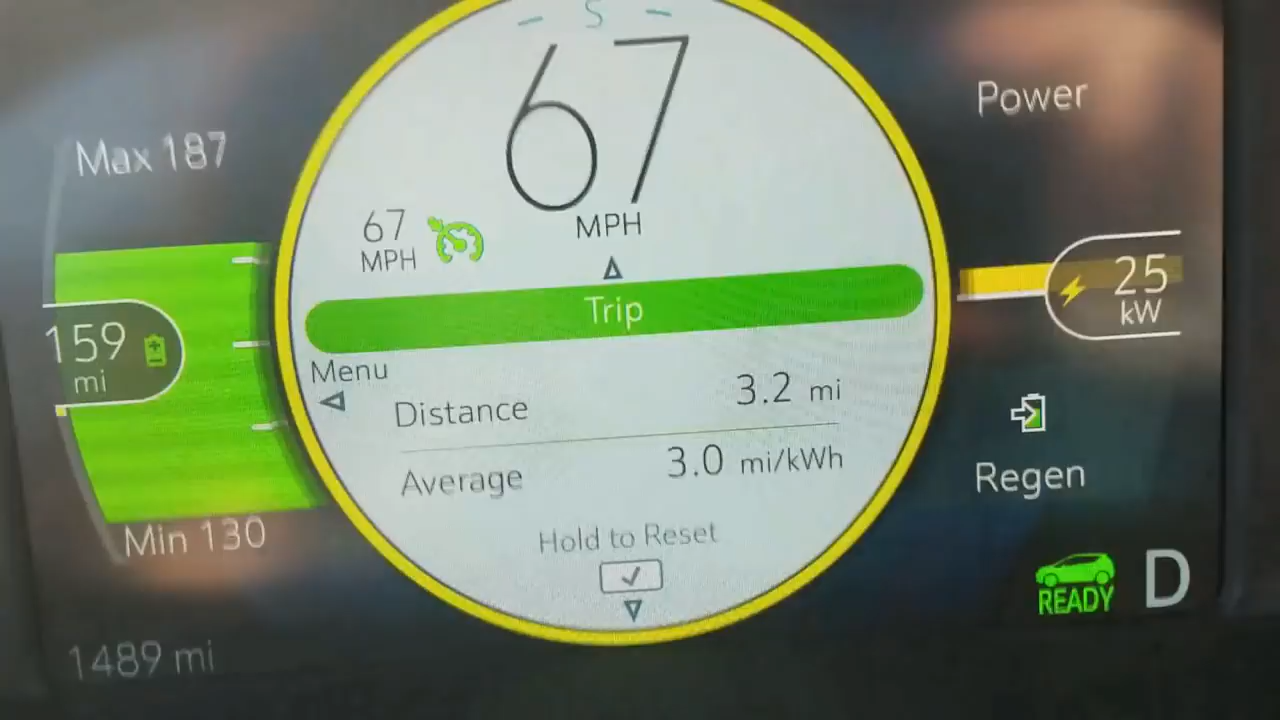 S
67
MPH
Max 187
67
MPH
159
mi
Min 130
1489 mi
Trip
Menu
Distance 3.2 mi
Average 3.0 mi/kWh
Hold to Reset
Power
25
kW
Regen
READY D